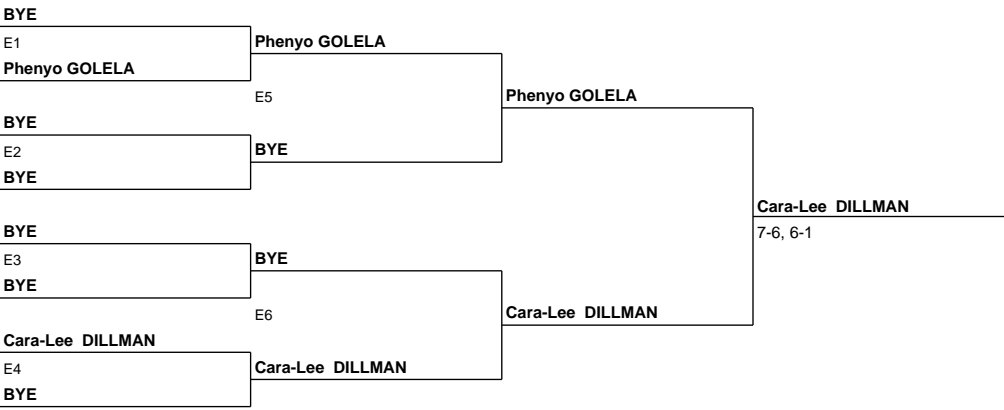 BYE
E1
Phenyo GOLELA
Phenyo GOLELA
E5
Phenyo GOLELA
BYE
E2
BYE
BYE
Cara-Lee DILLMAN
7-6, 6-1
BYE
E3
BYE
BYE
E6
Cara-Lee DILLMAN
Cara-Lee DILLMAN
E4
BYE
Cara-Lee DILLMAN